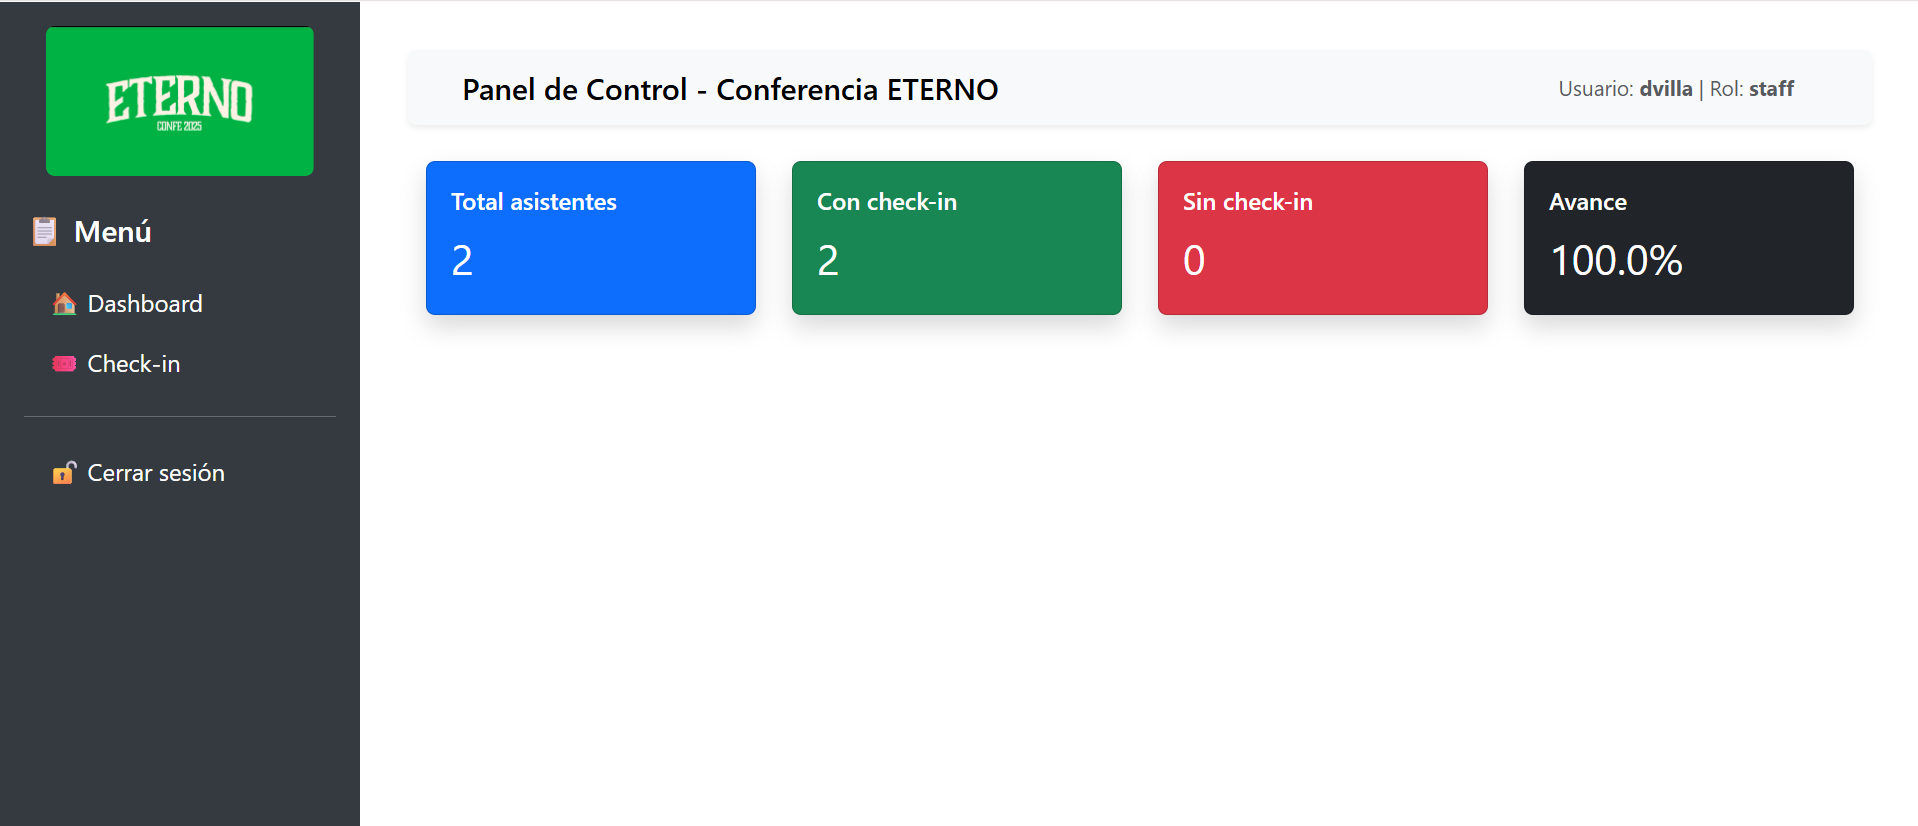 ETERNO
CONFE 2025
Menú
Dashboard
Check-in
Cerrar sesión
Panel de Control - Conferencia ETERNO
Usuario: dvilla | Rol: staff
Total asistentes
2
Con check-in
2
Sin check-in
0
Avance
100.0%